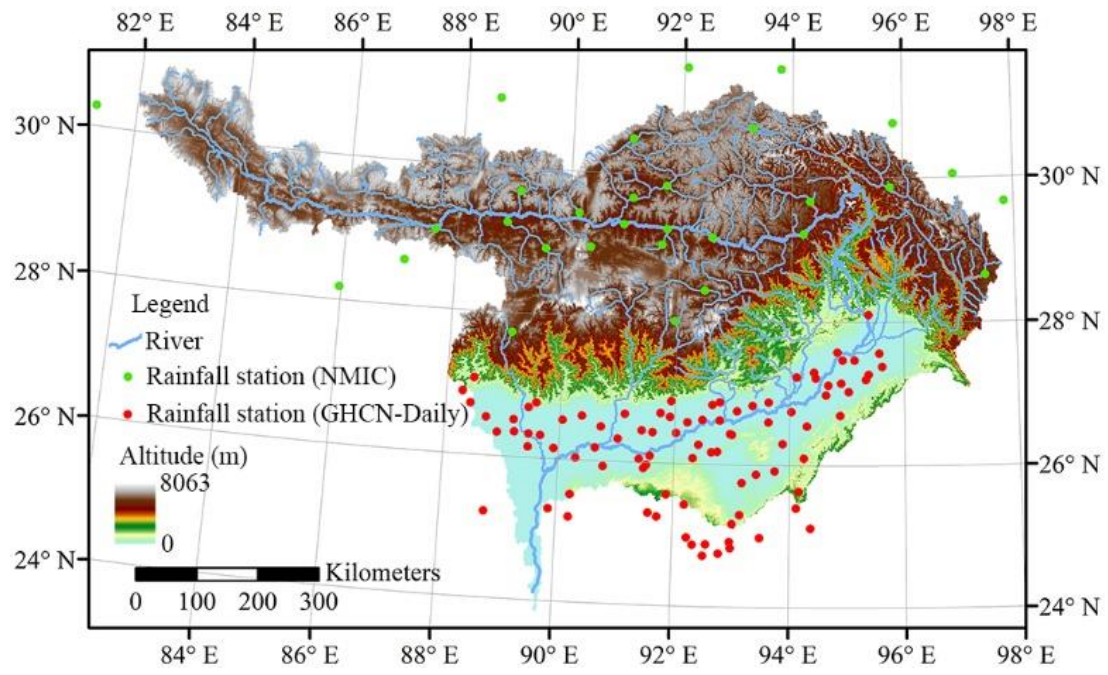 82° E 84° E 86° E 88° E 90° E 92° E 94° E 96° E 98° E
30° N
30° N
28° N
28° N
Legend
River
Rainfall station (NMIC)
Rainfall station (GHCN-Daily)
26° N
26° N
Altitude (m)
8063
0
24° N
24° N
Kilometers
0 100 200 300
84° E 86° E 88° E 90° E 92° E 94° E 96° E 98° E